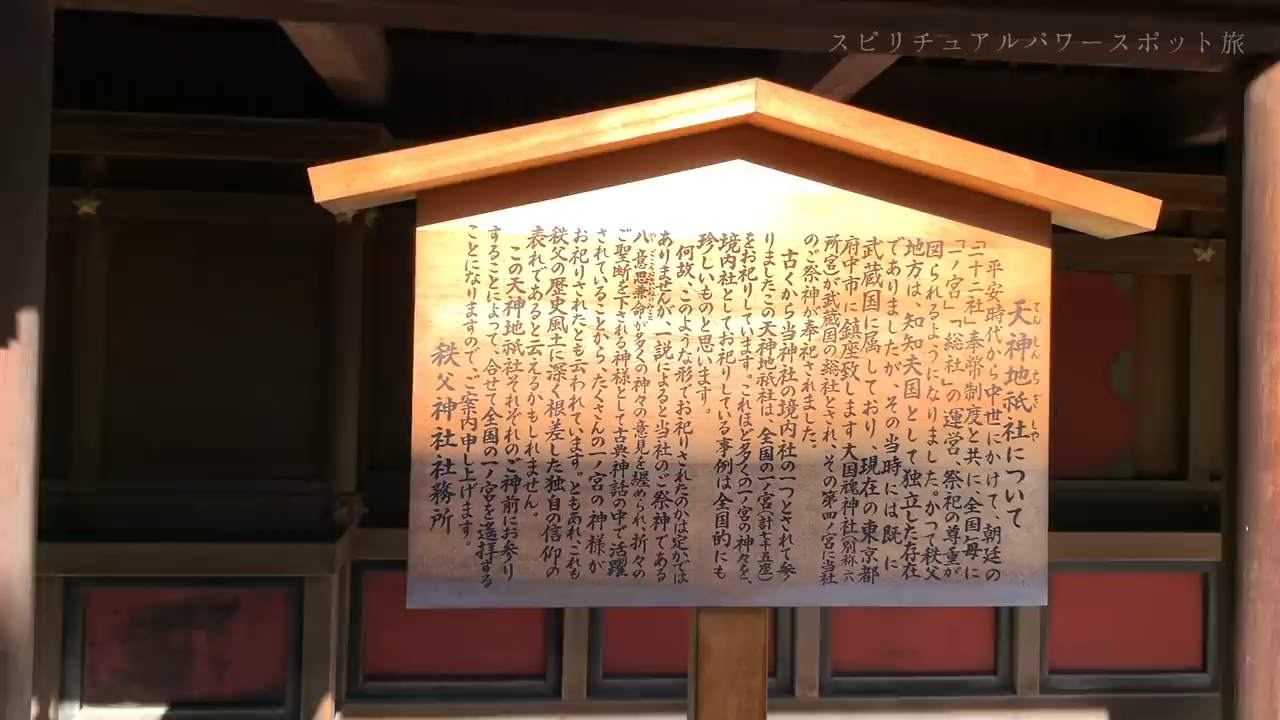 スピリチュアルパワースポット旅
天神地祇社について
てんしんちぎしや
平安時代から中世にかけて、朝廷の
「二十二社」奉幣制度と共に、全国毎に
「一ノ宮」「総社」の運営、祭祀の尊重が
図られるようになりました。かつて秩父
地方は、知知夫国として独立した存在
でありましたが、その当時には、既に
武蔵国に属しており、現在の東京都
府中市に鎮座致します大国魂神社(別称六
所宮)が武蔵国の総社とされ、その第四ノ宮に当社
のご祭神が奉祀されました。
古くから当神社の境内社の一つとされて参
りましたこの天神地祇社は、全国の一ノ宮(計七十五座)
をお祀りしています。これほど多くの一ノ宮の神々を、
境内社としてお祀りしている事例は全国的にも
珍しいものと思います。
何故、このような形でお祀りされたのかは定かでは
ありませんが、一説によると当社のご祭神である
八意思兼命が多くの神々の意見を纏められ、折々の
やごころおもいかねのみこと
ご聖断を下される神様として古典神話の中で活躍
されていることから、たくさんの一ノ宮の神様が
お祀りされたとも云われています。ともあれ、これも
秩父の歴史風土に深く根差した独自の信仰の
表れであると云えるかもしれません。
この天神地祇社それぞれのご神前にお参り
することによって、合せて全国の一ノ宮を遙拝する
ことになりますので、ご案内申し上げます。
秩父神社社務所